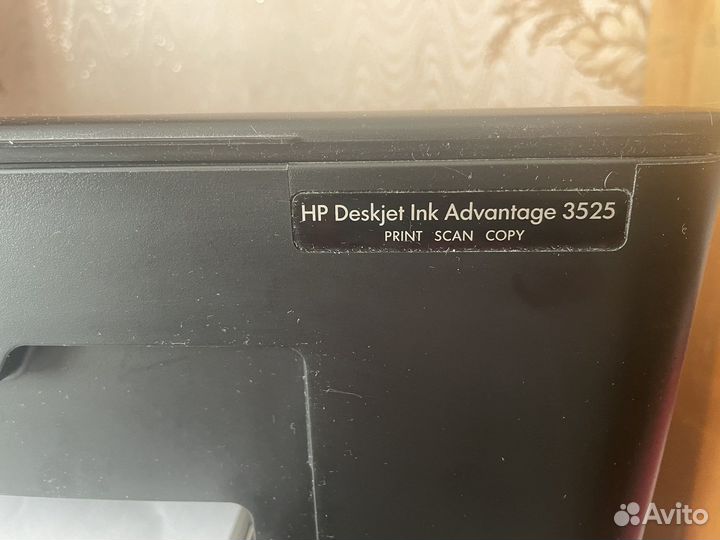 HP Deskjet Ink Advantage 3525
PRINT SCAN COPY
Avito